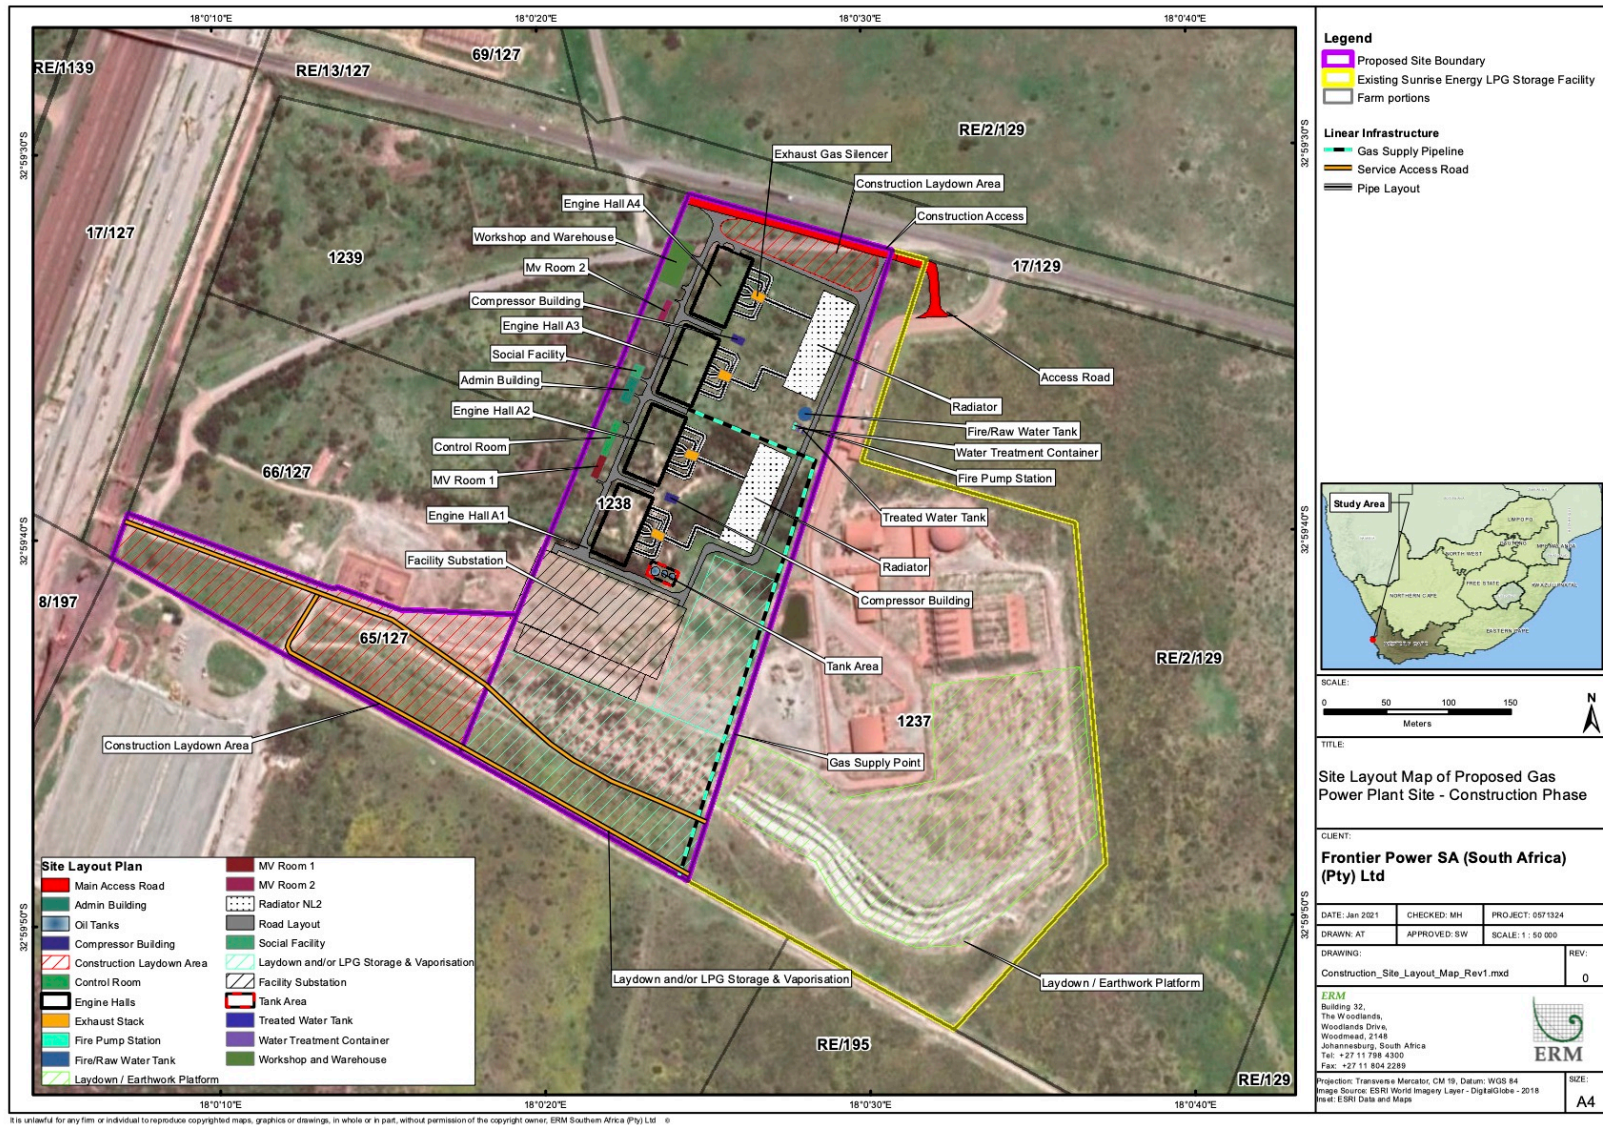 18°0'10"E
18°0'20"E
18°0'30"E
18°0'40"E
69/127
RE/1139
RE/13/127
RE/2/129
32°59'30"S
32°59'30"S
Exhaust Gas Silencer
Construction Laydown Area
Engine Hall A4
Construction Access
17/127
Workshop and Warehouse
1239
17/129
Mv Room 2
Compressor Building
Engine Hall A3
Social Facility
Admin Building
Access Road
Engine Hall A2
Radiator
Fire/Raw Water Tank
Control Room
Water Treatment Container
66/127
MV Room 1
Fire Pump Station
1238
Engine Hall A1
Treated Water Tank
32°59'40"S
32°59'40"S
Facility Substation
Radiator
8/197
Compressor Building
65/127
RE/2/129
Tank Area
1237
Construction Laydown Area
Gas Supply Point
32°59'50"S
32°59'50"S
Laydown and/or LPG Storage & Vaporisation
Laydown / Earthwork Platform
RE/195
RE/129
Site Layout Plan
Main Access Road
Admin Building
Oil Tanks
Compressor Building
Construction Laydown Area
Control Room
Engine Halls
Exhaust Stack
Fire Pump Station
Fire/Raw Water Tank
Laydown / Earthwork Platform
MV Room 1
MV Room 2
Radiator NL2
Road Layout
Social Facility
Laydown and/or LPG Storage & Vaporisation
Facility Substation
Tank Area
Treated Water Tank
Water Treatment Container
Workshop and Warehouse
18°0'10"E
18°0'20"E
18°0'30"E
18°0'40"E
Legend
Proposed Site Boundary
Existing Sunrise Energy LPG Storage Facility
Farm portions
Linear Infrastructure
Gas Supply Pipeline
Service Access Road
Pipe Layout
Study Area
LIMPOPO
NORTH WEST
FREE STATE
NORTHERN CAPE
EASTERN CAPE
SCALE:
0 50 100 150
Meters
N
TITLE:
Site Layout Map of Proposed Gas
Power Plant Site - Construction Phase
CLIENT:
Frontier Power SA (South Africa)
(Pty) Ltd
DATE: Jan 2021 CHECKED: MH PROJECT: 0571324
DRAWN: AT APPROVED: SW SCALE: 1 : 50 000
DRAWING: REV:
Construction_Site_Layout_Map_Rev1.mxd 0
ERM
Building 32,
The Woodlands,
Woodlands Drive,
Woodmead, 2148
Johannesburg, South Africa
Tel: +27 11 798 4300
Fax: +27 11 804 2289
ERM
Projection: Transverse Mercator, CM 19, Datum: WGS 84
Image Source: ESRI World Imagery Layer - DigitalGlobe - 2018
Inset: ESRI Data and Maps
SIZE:
A4
It is unlawful for any firm or individual to reproduce copyrighted maps, graphics or drawings, in whole or in part, without permission of the copyright owner, ERM Southern Africa (Pty) Ltd ©